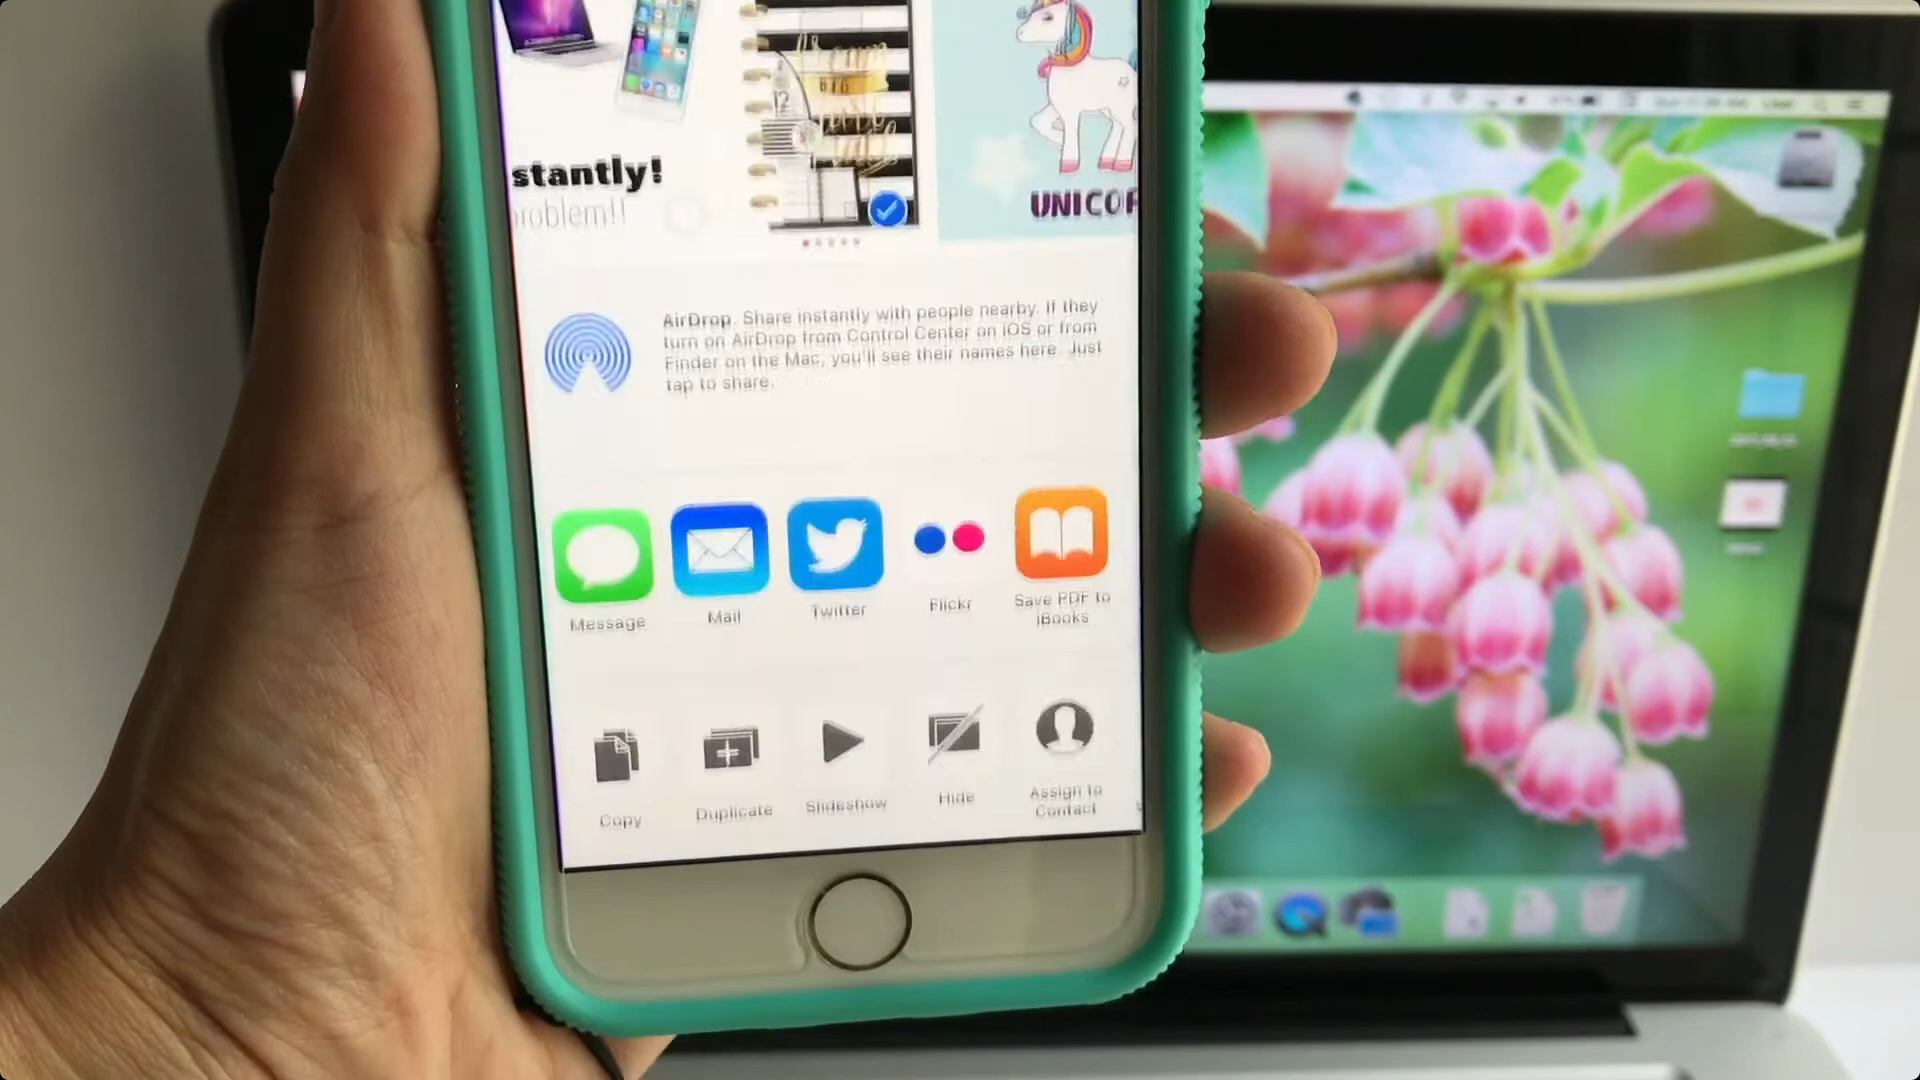 stantly!
problem!!
12
UNICOR
AirDrop. Share instantly with people nearby. If they
turn on AirDrop from Control Center on iOS or from
Finder on the Mac, you'll see their names here. Just
tap to share.
Message
Mail
Twitter
Flickr
Save PDF to
iBooks
Copy
Duplicate
Slideshow
Hide
Assign to
Contact